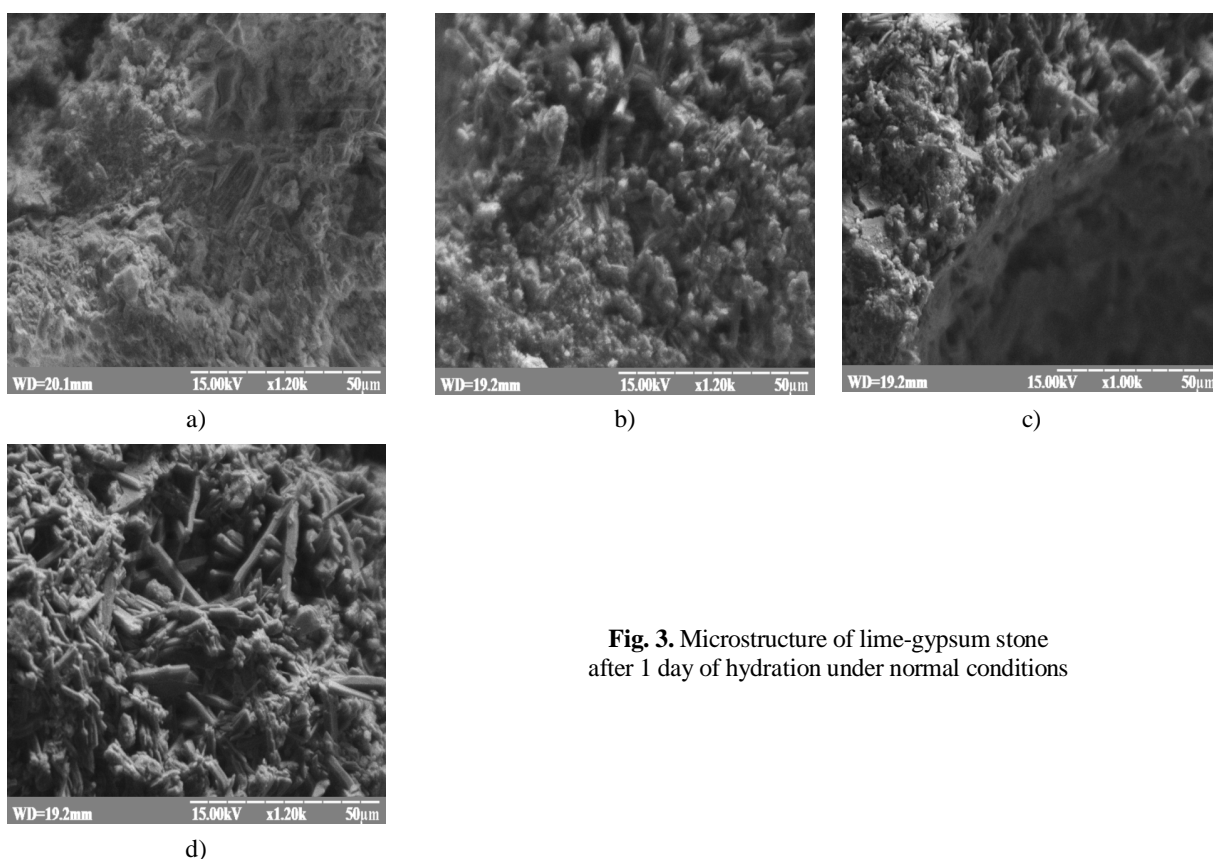 WD=20.1mm 15.00kV x1.20k 50µm
WD=19.2mm 15.00kV x1.20k 50µm
WD=19.2mm 15.00kV x1.00k 50µm
a)
b)
c)
WD=19.2mm 15.00kV x1.20k 50µm
d)
Fig. 3. Microstructure of lime-gypsum stone
after 1 day of hydration under normal conditions